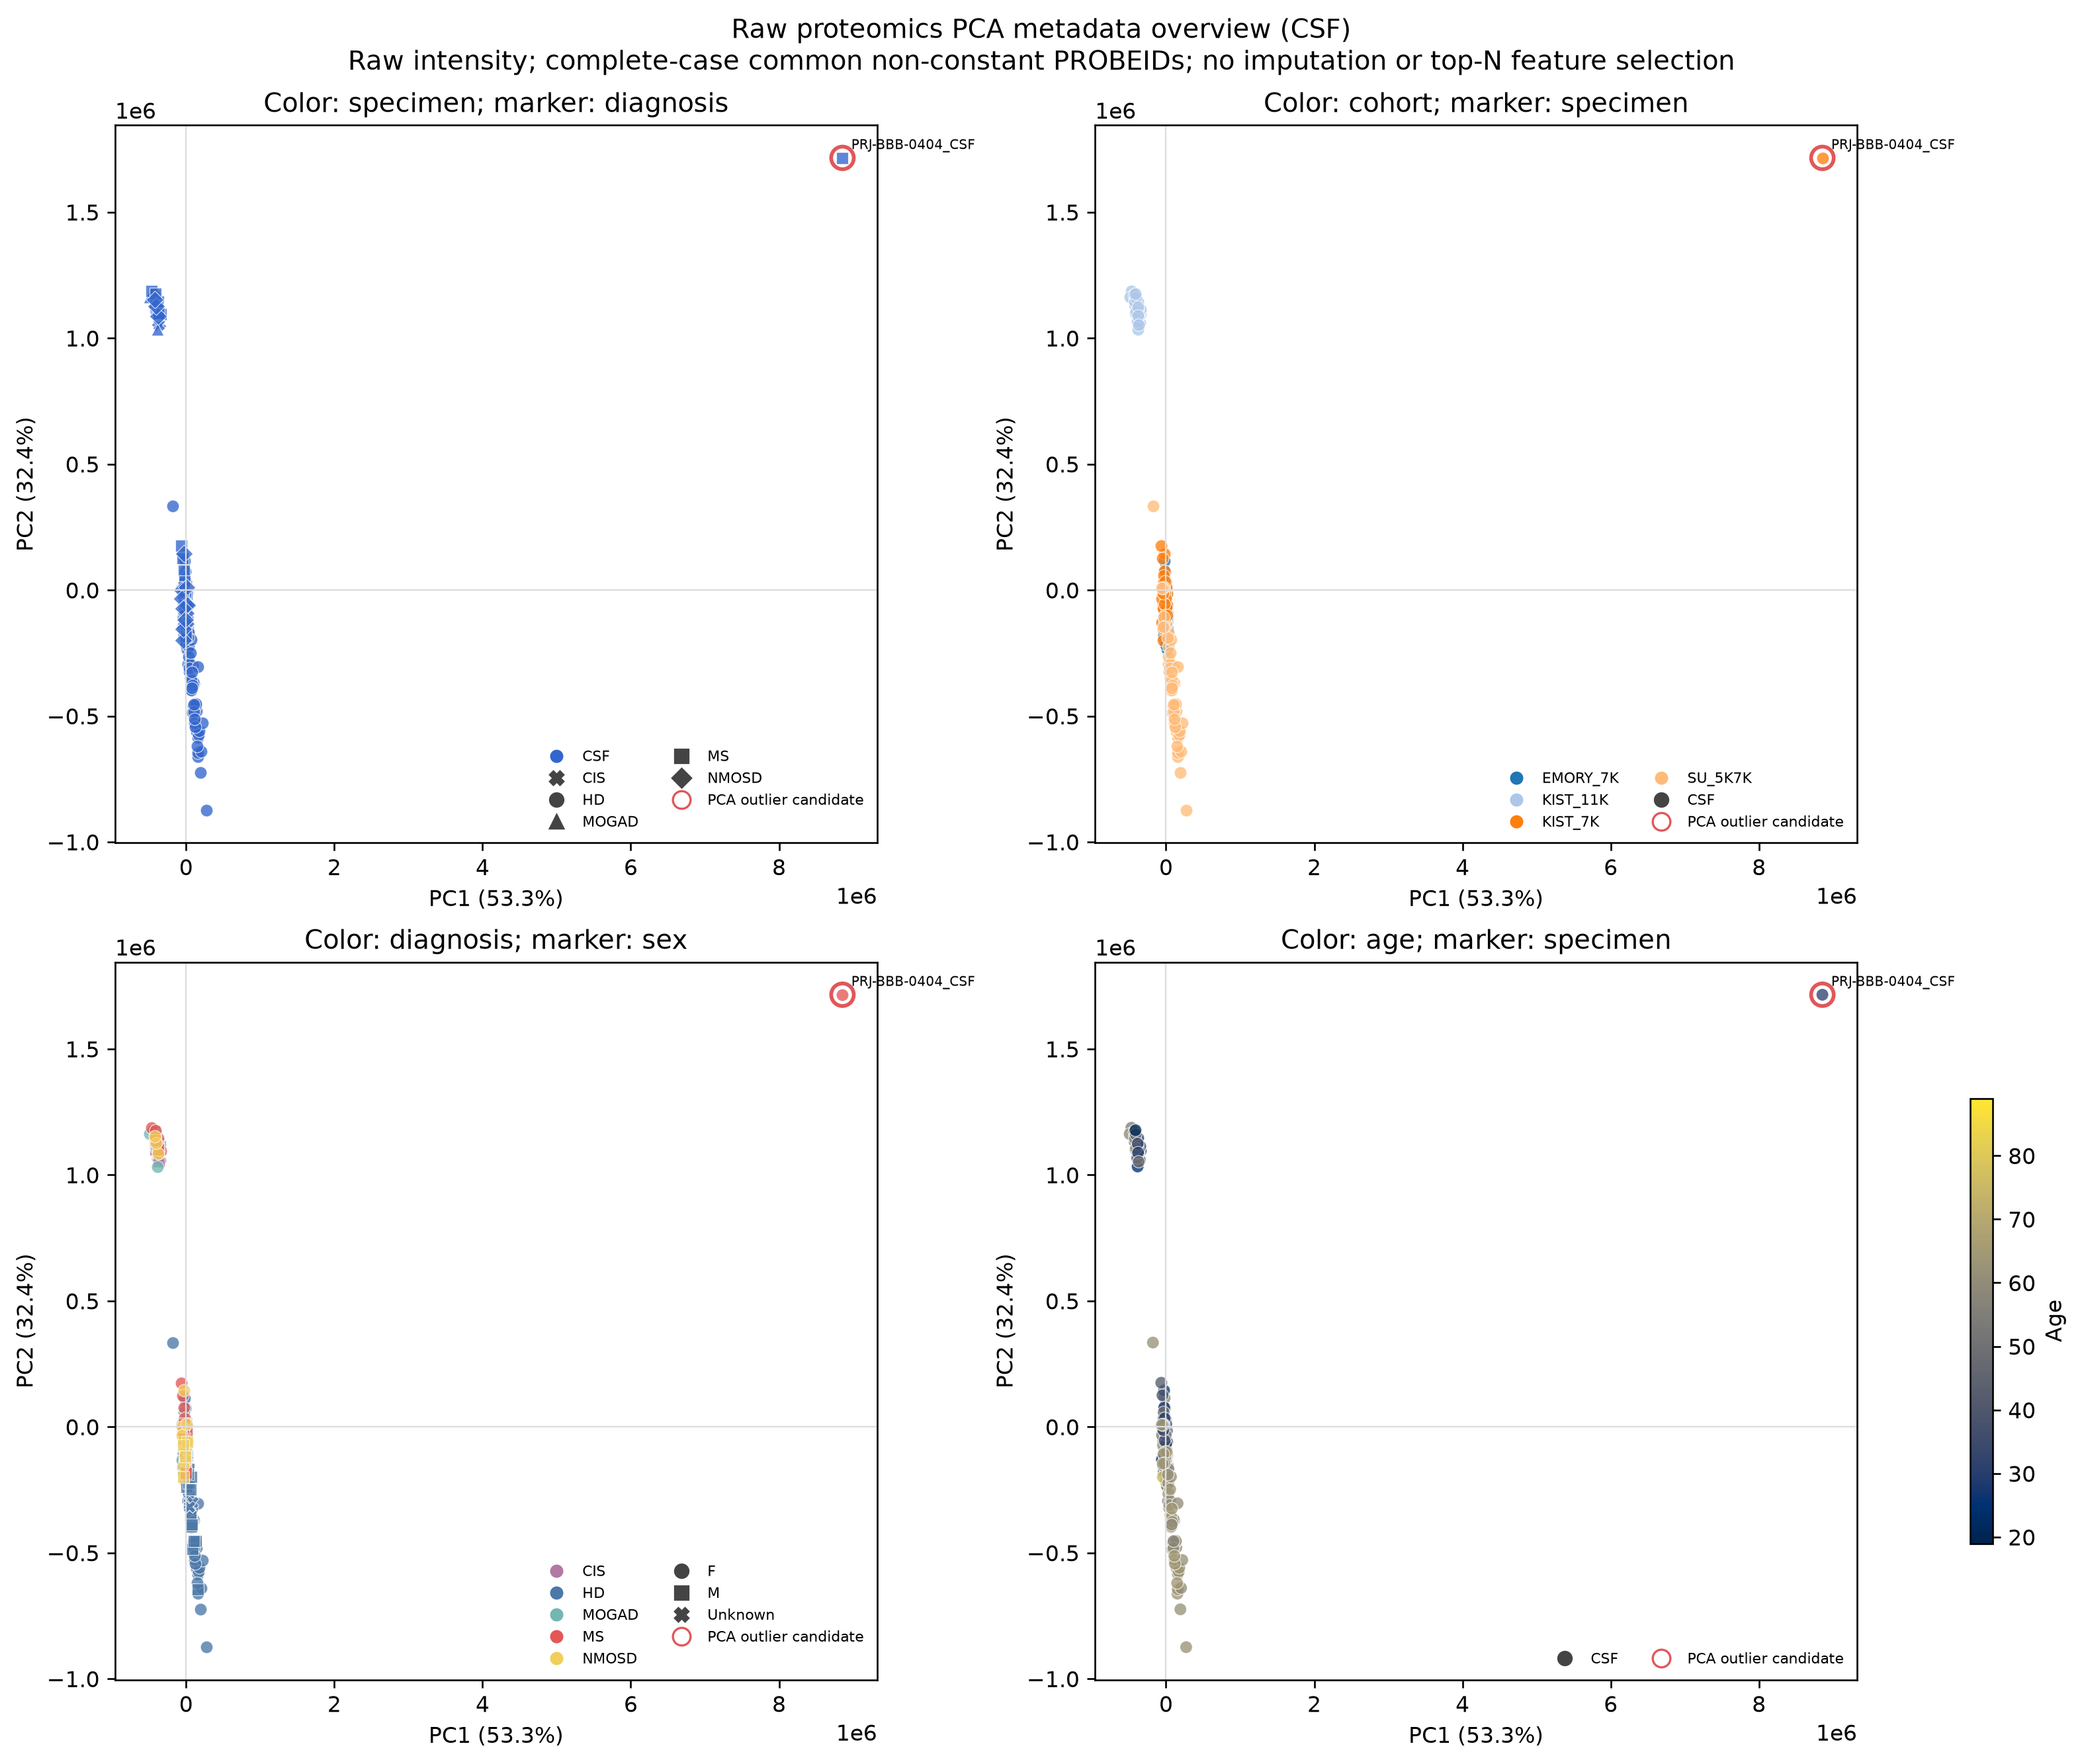 Raw proteomics PCA metadata overview (CSF)
Raw intensity; complete-case common non-constant PROBEIDs; no imputation or top-N feature selection
Color: specimen; marker: diagnosis
1e6
PRJ-BBB-0404_CSF
1.5
1.0
0.5
0.0
−0.5
−1.0
PC2 (32.4%)
CSF
CIS
HD
MOGAD
MS
NMOSD
PCA outlier candidate
0
2
4
6
8
1e6
PC1 (53.3%)
Color: cohort; marker: specimen
1e6
PRJ-BBB-0404_CSF
1.5
1.0
0.5
0.0
−0.5
−1.0
PC2 (32.4%)
EMORY_7K
KIST_11K
KIST_7K
SU_5K7K
CSF
PCA outlier candidate
0
2
4
6
8
1e6
PC1 (53.3%)
Color: diagnosis; marker: sex
1e6
PRJ-BBB-0404_CSF
1.5
1.0
0.5
0.0
−0.5
−1.0
PC2 (32.4%)
CIS
HD
MOGAD
MS
NMOSD
F
M
Unknown
PCA outlier candidate
0
2
4
6
8
1e6
PC1 (53.3%)
Color: age; marker: specimen
1e6
PRJ-BBB-0404_CSF
1.5
1.0
0.5
0.0
−0.5
−1.0
PC2 (32.4%)
CSF
PCA outlier candidate
0
2
4
6
8
1e6
PC1 (53.3%)
80
70
60
50
40
30
20
Age